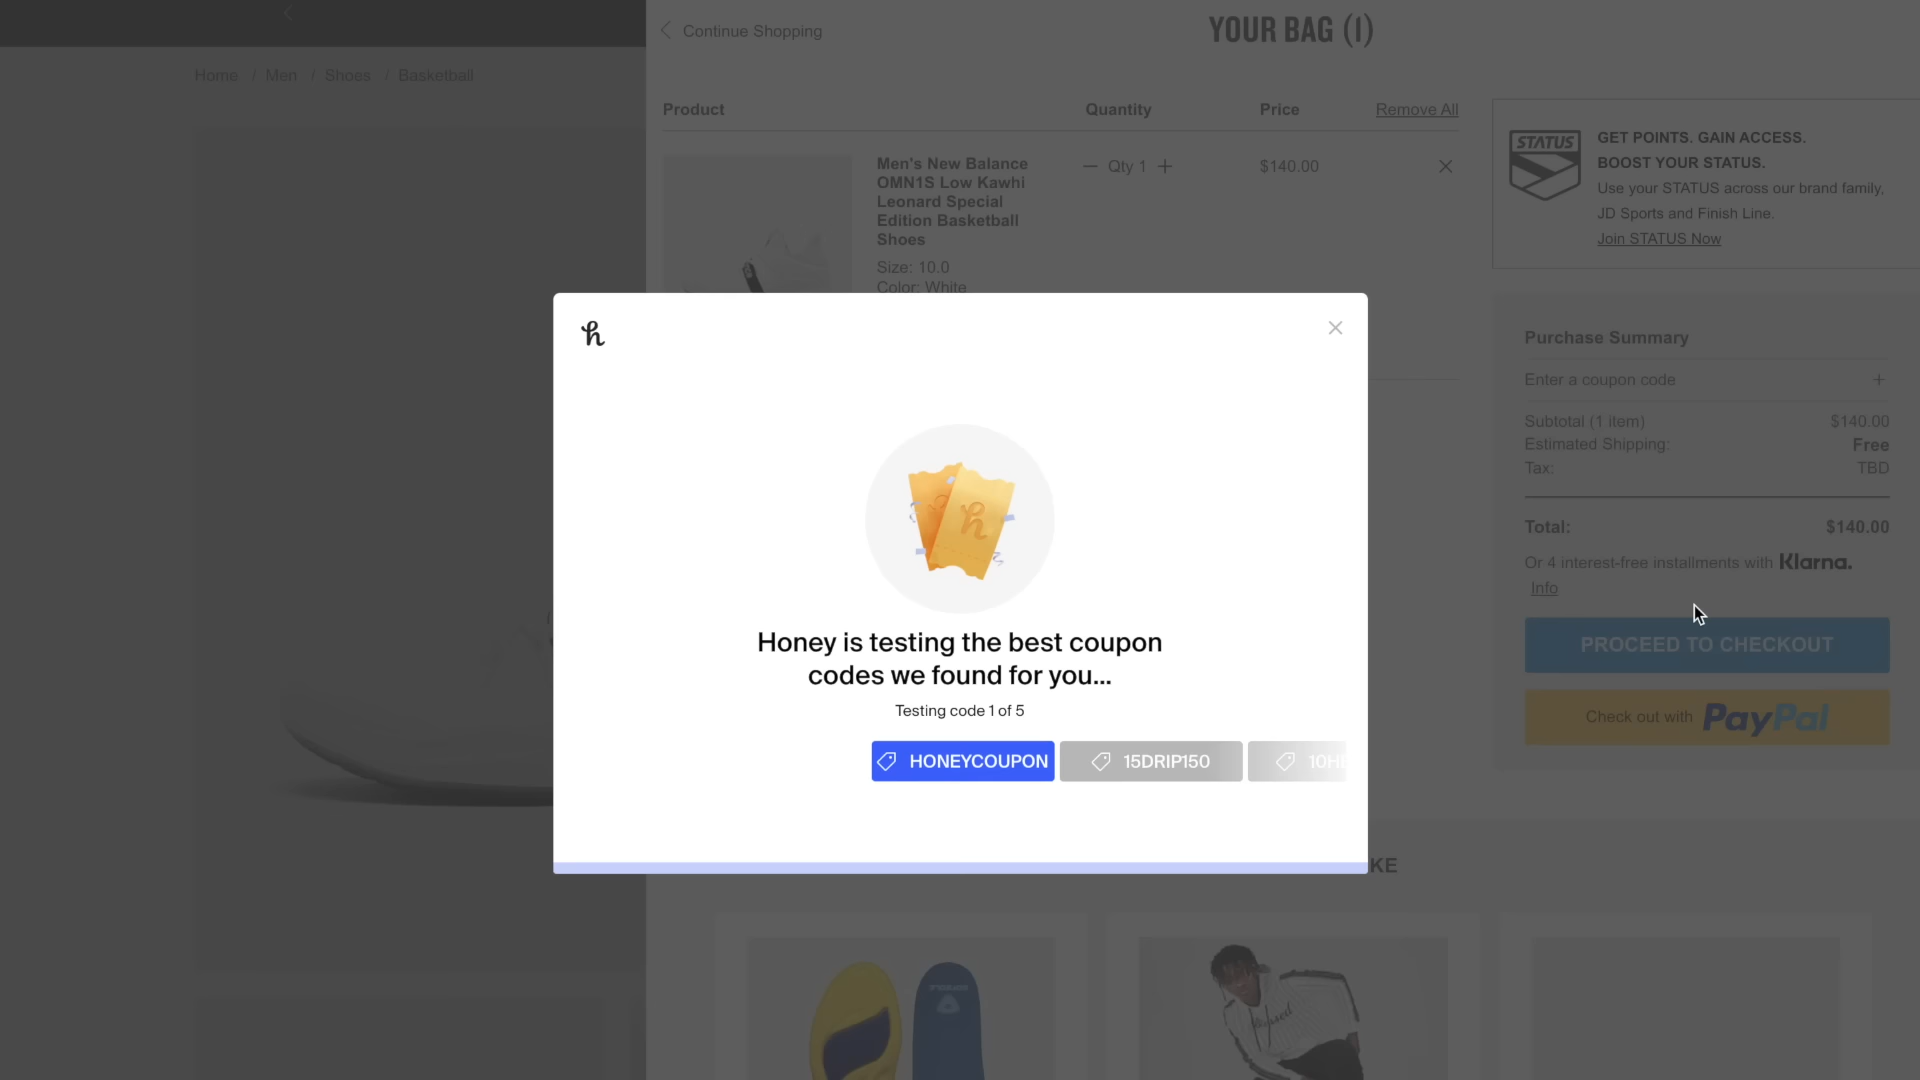 Continue Shopping
YOUR BAG (1)
Home / Men / Shoes / Basketball
Product
Quantity
Price
Remove All
Men's New Balance
OMN1S Low Kawhi
Leonard Special
Edition Basketball
Shoes
Size: 10.0
Color: White
Qty 1
$140.00
STATUS
GET POINTS. GAIN ACCESS.
BOOST YOUR STATUS.
Use your STATUS across our brand family,
JD Sports and Finish Line.
Join STATUS Now
h
h
Honey is testing the best coupon
codes we found for you...
Testing code 1 of 5
HONEYCOUPON
15DRIP150
10HE
Purchase Summary
Enter a coupon code
Subtotal (1 item) $140.00
Estimated Shipping: Free
Tax: TBD
Total: $140.00
Or 4 interest-free installments with Klarna.
Info
PROCEED TO CHECKOUT
Check out with PayPal
KE